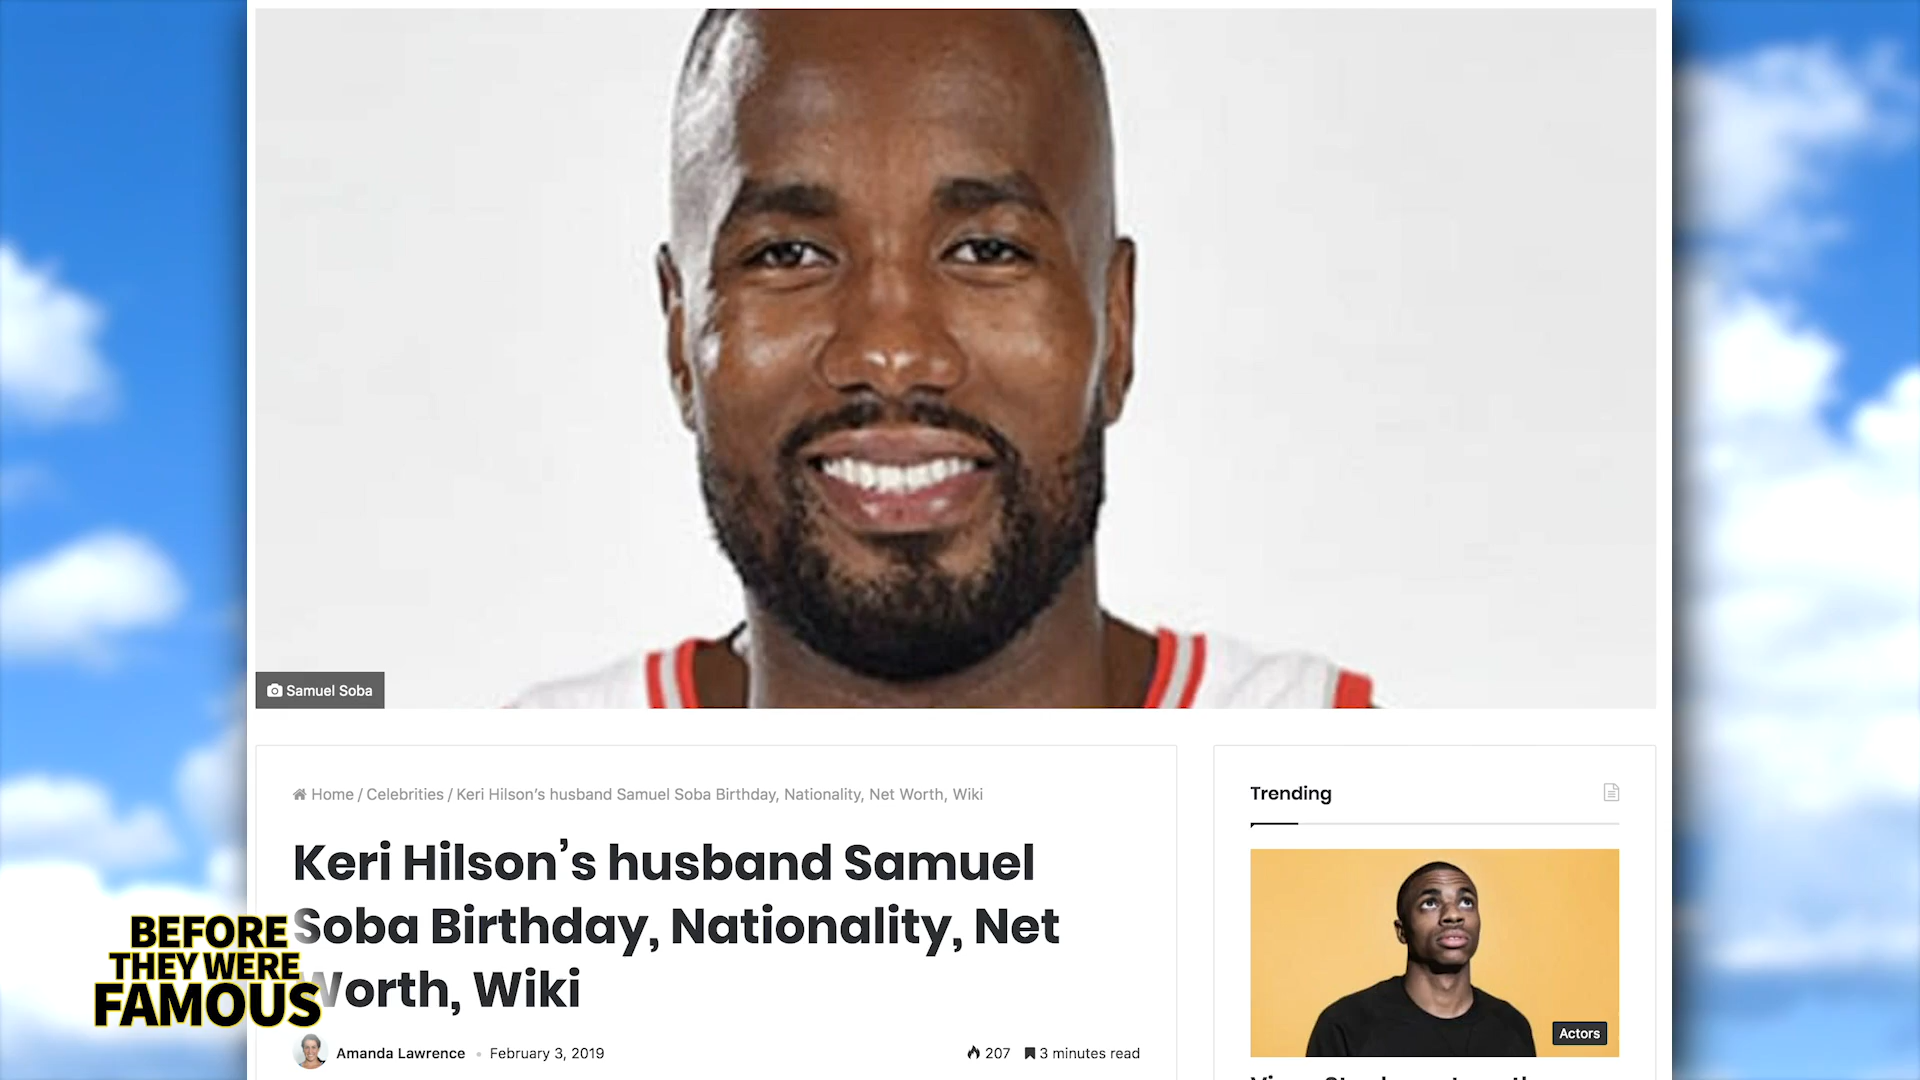 Samuel Soba
Home / Celebrities / Keri Hilson’s husband Samuel Soba Birthday, Nationality, Net Worth, Wiki
Keri Hilson’s husband Samuel
Soba Birthday, Nationality, Net
Worth, Wiki
Amanda Lawrence • February 3, 2019
207 3 minutes read
Trending
Actors
BEFORE
THEY WERE
FAMOUS